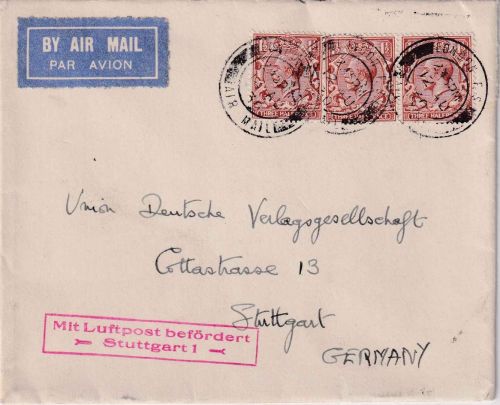 BY AIR MAIL
PAR AVION
THREE HALFPENCE
THREE HALFPENCE
THREE HALFPENCE
LONDON F.S.
AIR MAIL
Union Deutsche Verlagsgesellschaft
Cottastrasse 13
Stuttgart
GERMANY
Mit Luftpost befördert
Stuttgart 1